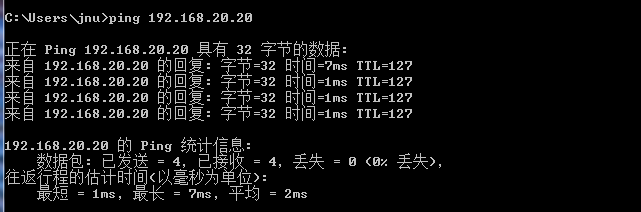 C:\Users\jnu>ping 192.168.20.20
正在 Ping 192.168.20.20 具有 32 字节的数据:
来自 192.168.20.20 的回复: 字节=32 时间=7ms TTL=127
来自 192.168.20.20 的回复: 字节=32 时间=1ms TTL=127
来自 192.168.20.20 的回复: 字节=32 时间=1ms TTL=127
来自 192.168.20.20 的回复: 字节=32 时间=1ms TTL=127
192.168.20.20 的 Ping 统计信息:
数据包: 已发送 = 4, 已接收 = 4, 丢失 = 0 (0% 丢失),
往返行程的估计时间(以毫秒为单位):
最短 = 1ms, 最长 = 7ms, 平均 = 2ms